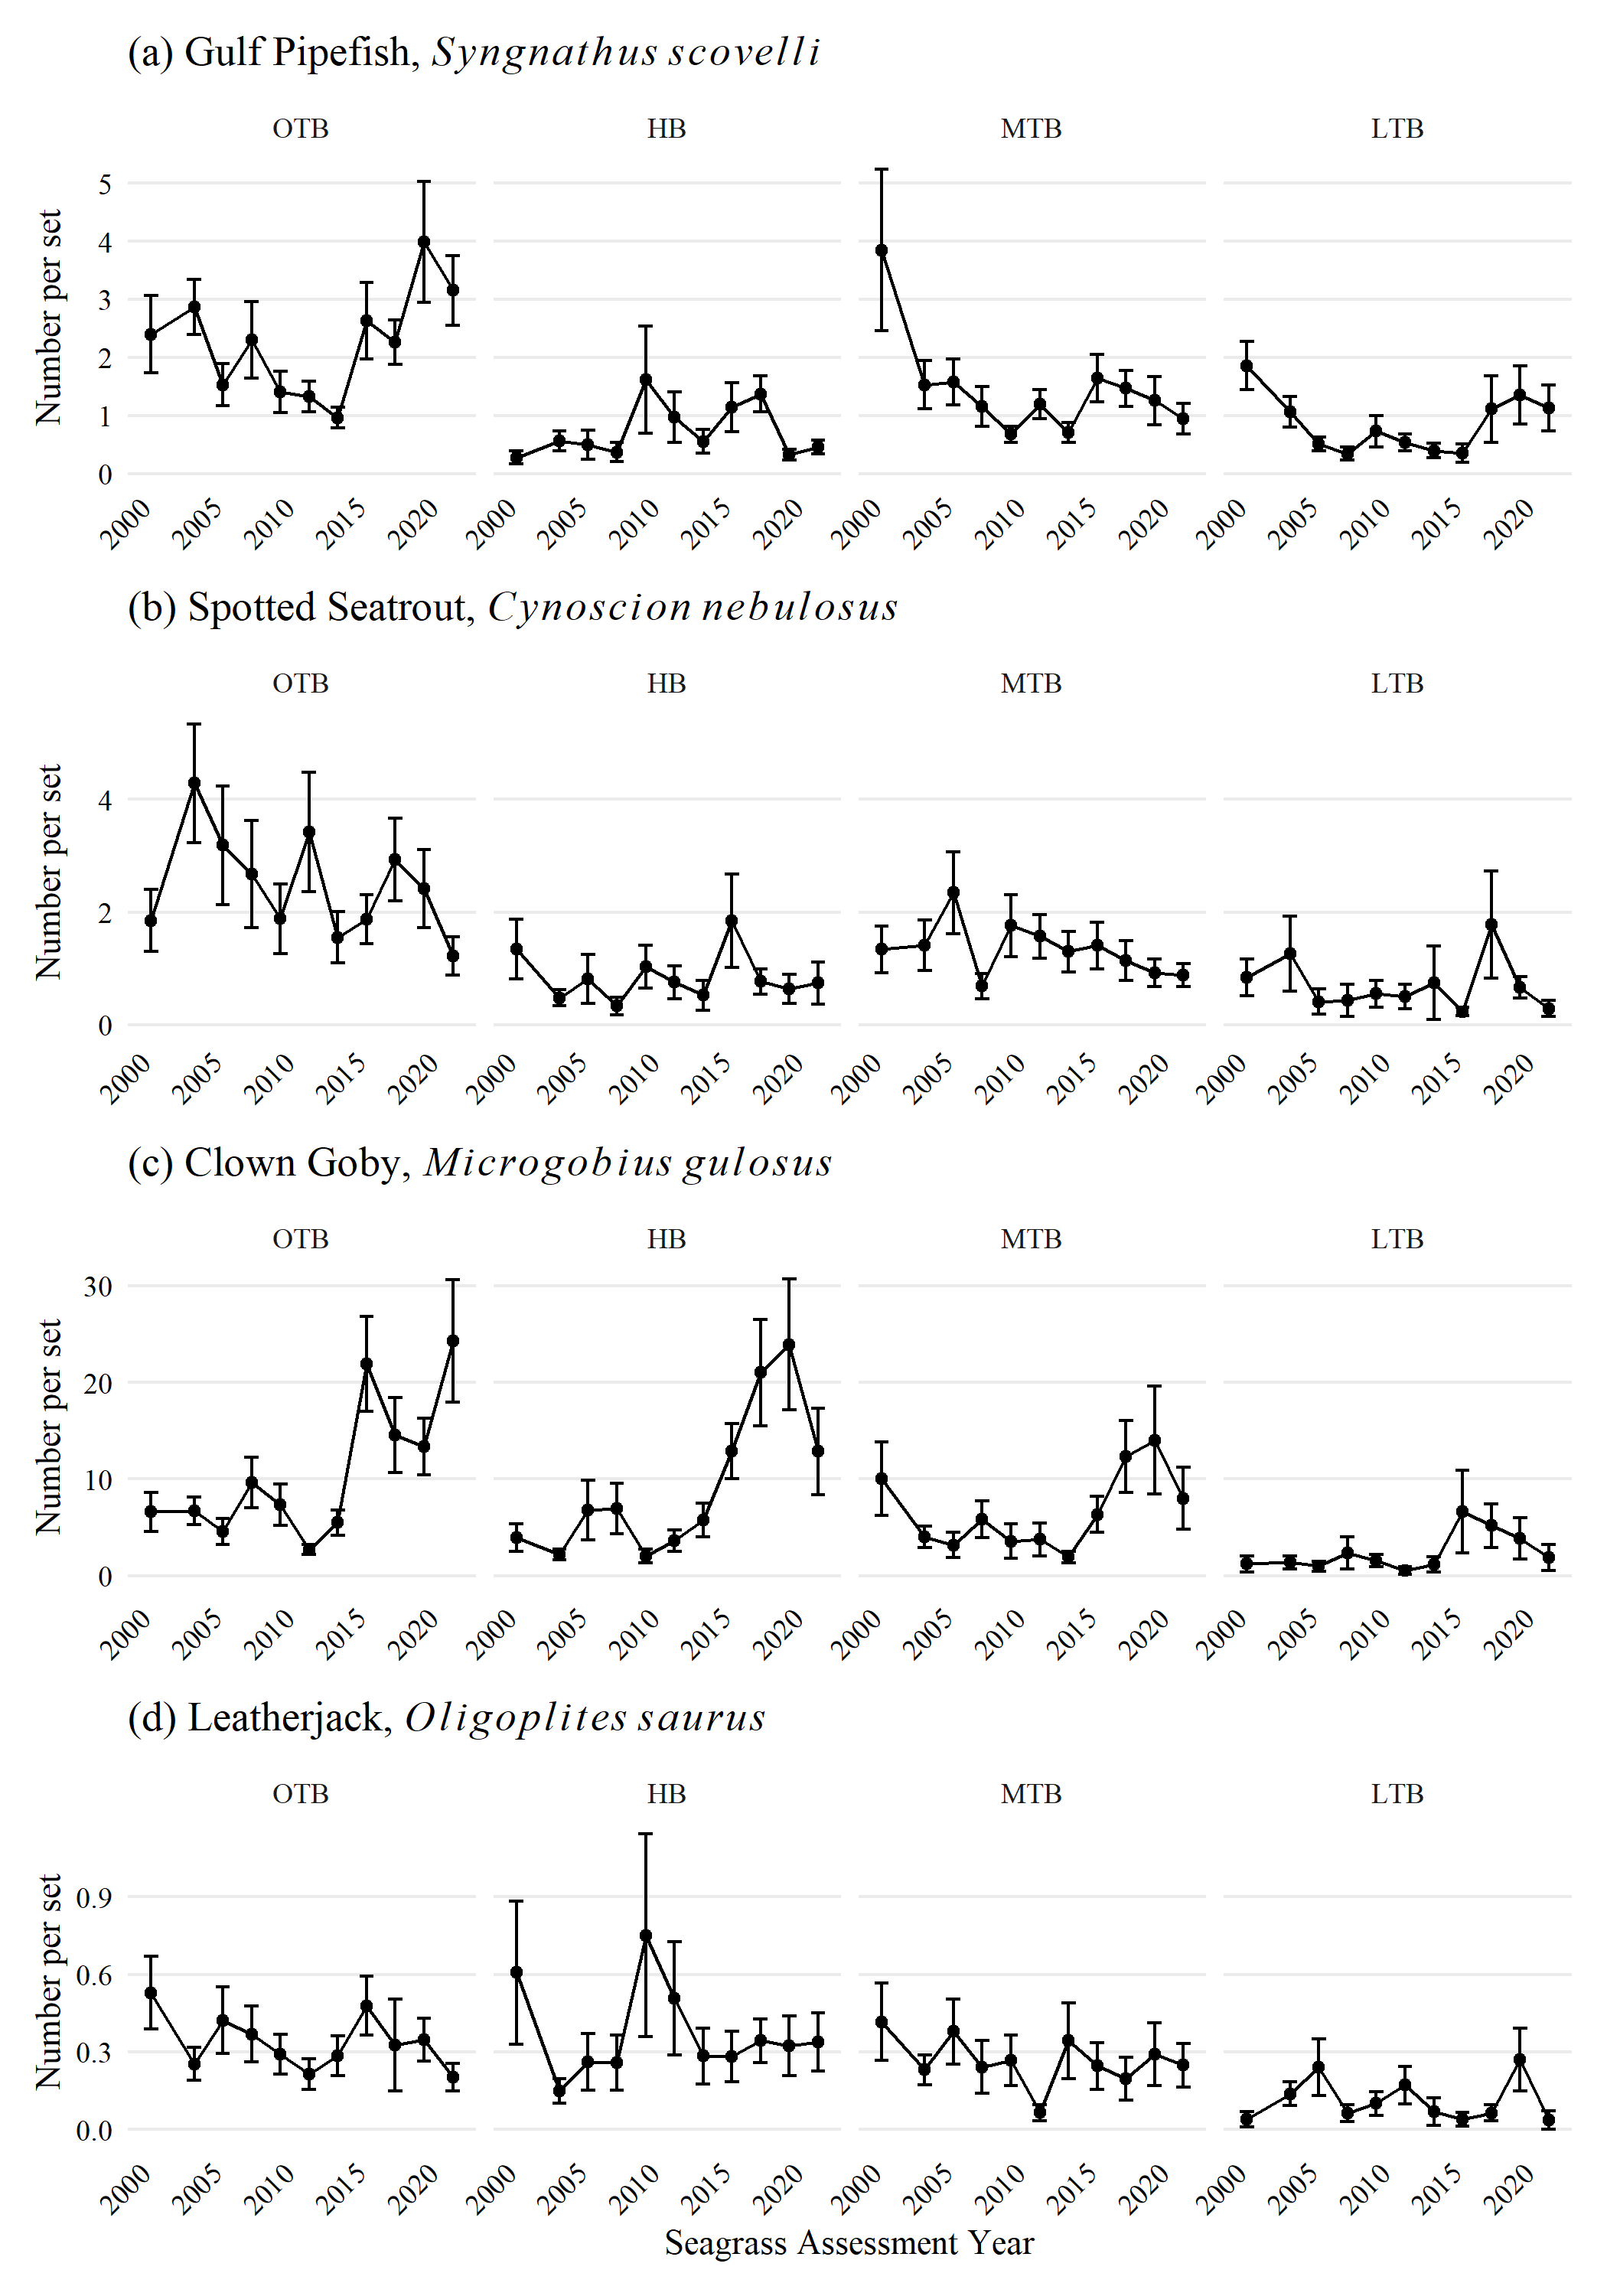 (a) Gulf Pipefish, Syngnathus scovelli
OTB HB MTB LTB
Number per set
5
4
3
2
1
0
2000 2005 2010 2015 2020 2000 2005 2010 2015 2020 2000 2005 2010 2015 2020 2000 2005 2010 2015 2020
(b) Spotted Seatrout, Cynoscion nebulosus
OTB HB MTB LTB
Number per set
4
2
0
2000 2005 2010 2015 2020 2000 2005 2010 2015 2020 2000 2005 2010 2015 2020 2000 2005 2010 2015 2020
(c) Clown Goby, Microgobius gulosus
OTB HB MTB LTB
Number per set
30
20
10
0
2000 2005 2010 2015 2020 2000 2005 2010 2015 2020 2000 2005 2010 2015 2020 2000 2005 2010 2015 2020
(d) Leatherjack, Oligoplites saurus
OTB HB MTB LTB
Number per set
0.9
0.6
0.3
0.0
2000 2005 2010 2015 2020 2000 2005 2010 2015 2020 2000 2005 2010 2015 2020 2000 2005 2010 2015 2020
Seagrass Assessment Year